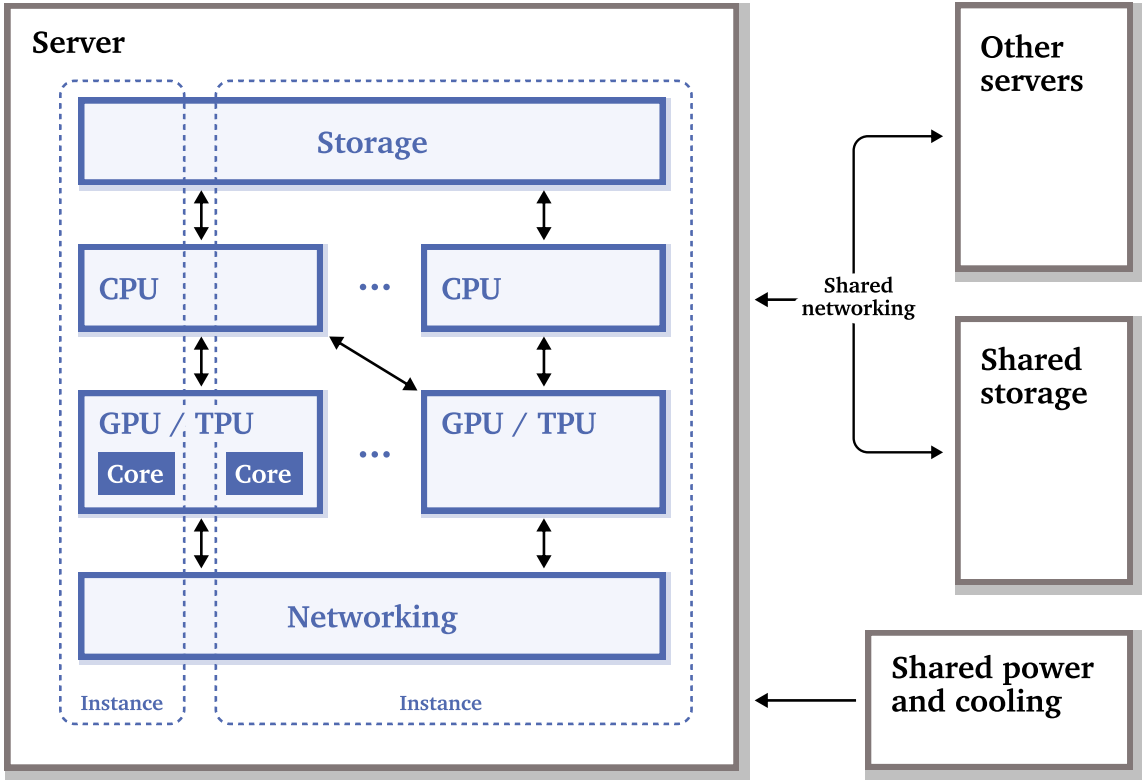 Server
Storage
CPU
...
CPU
GPU / TPU
Core
Core
...
GPU / TPU
Networking
Instance
Instance
Shared
networking
Other
servers
Shared
storage
Shared power
and cooling